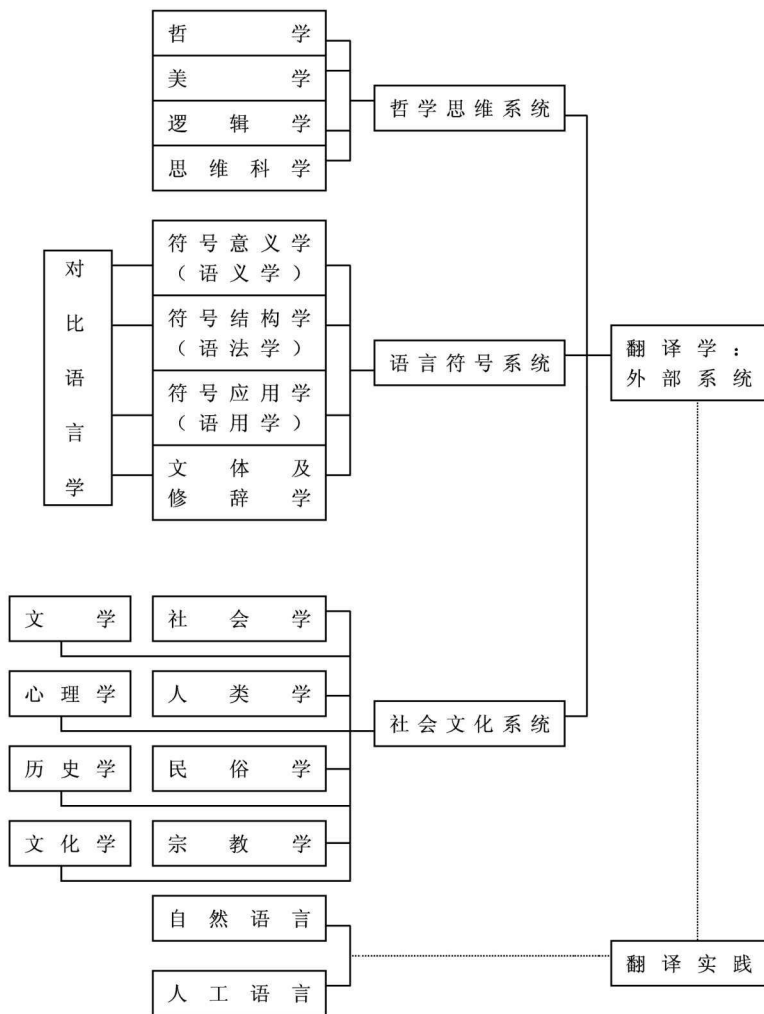 哲学
美学
逻辑学
思维科学
哲学思维系统
对比语言学
符号意义学
（语义学）
符号结构学
（语法学）
符号应用学
（语用学）
文体及
修辞学
语言符号系统
翻译学：
外部系统
文学
社会学
心理学
人类学
社会文化系统
历史学
民俗学
文化学
宗教学
自然语言
人工语言
翻译实践